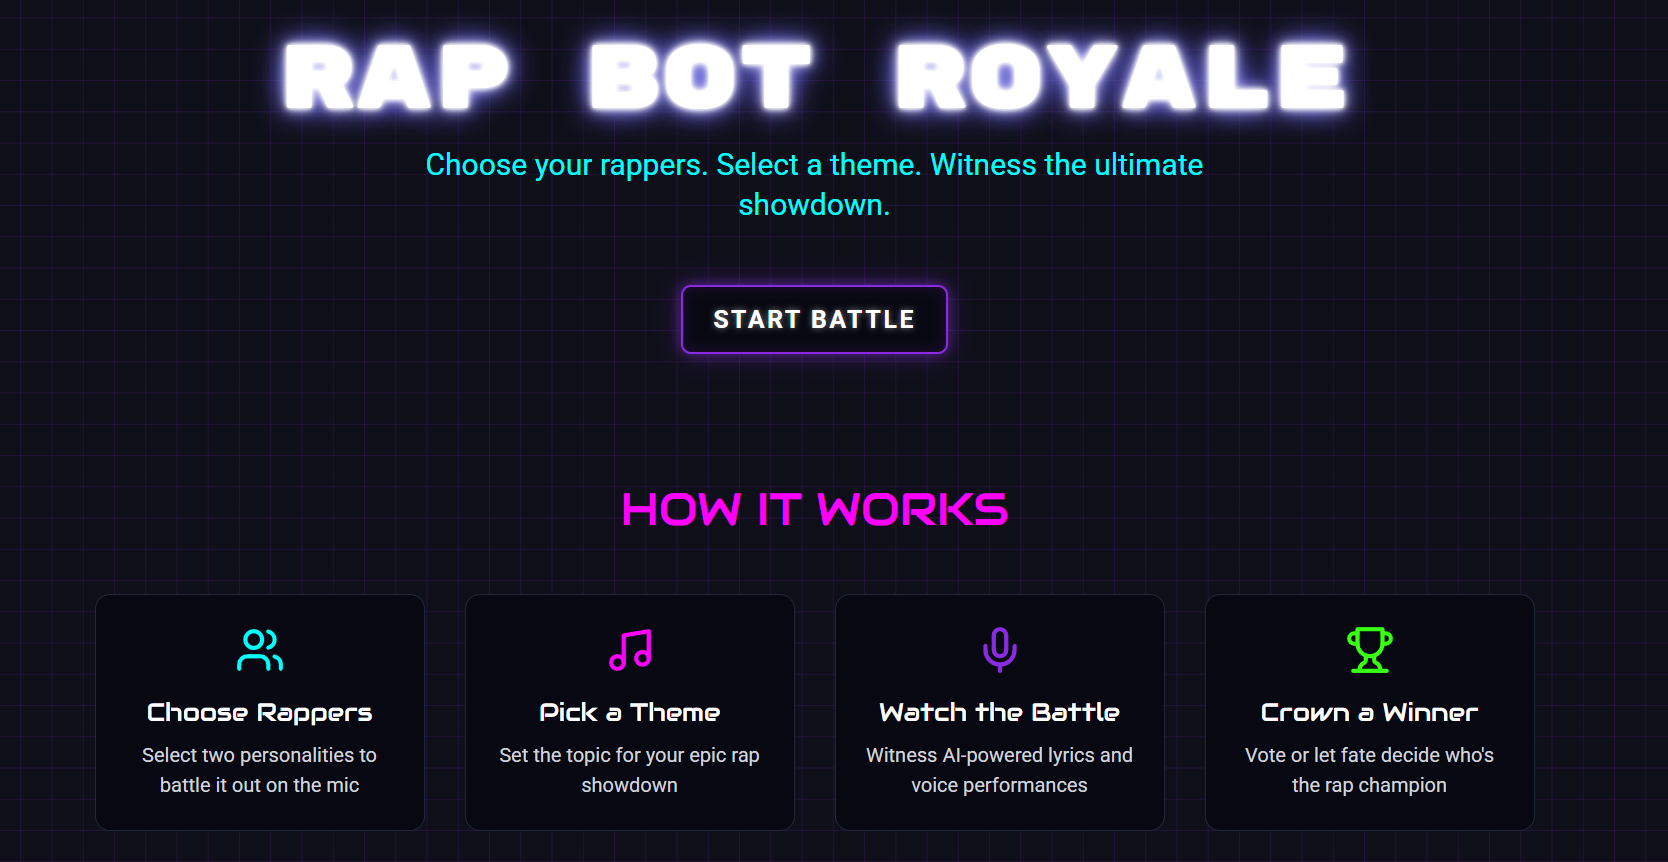 RAP BOT ROYALE
Choose your rappers. Select a theme. Witness the ultimate
showdown.
START BATTLE
HOW IT WORKS
Choose Rappers
Select two personalities to
battle it out on the mic
Pick a Theme
Set the topic for your epic rap
showdown
Watch the Battle
Witness AI-powered lyrics and
voice performances
Crown a Winner
Vote or let fate decide who's
the rap champion